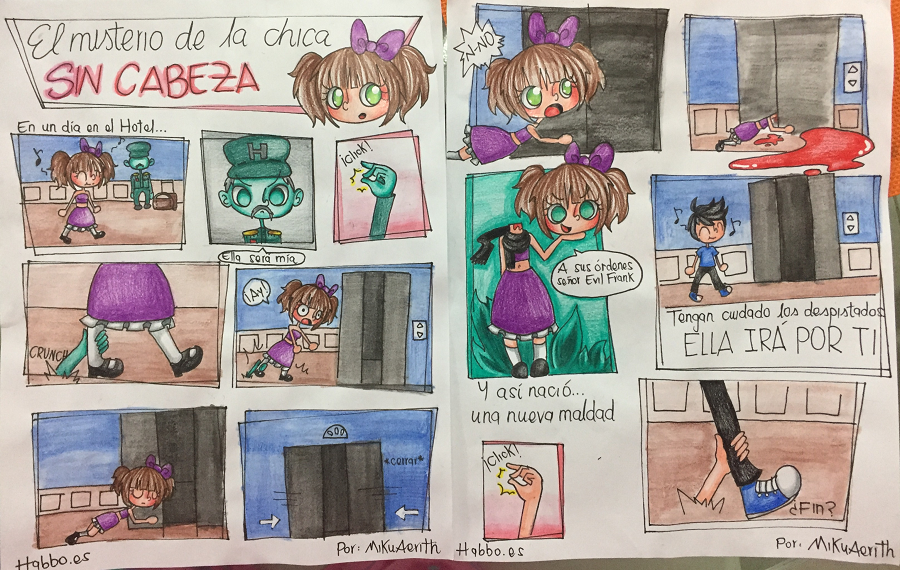 El misterio de la chica
SIN CABEZA
En un día en el Hotel...
H
¡Click!
Ella será mía
CRUNCH
¡Ay!
*cerrar*
Habbo.es
Por: MiKuAerith
N-NO
A sus órdenes
señor Evil Frank
Tengan cuidado los despistados
ELLA IRÁ POR TI
Y así nació...
una nueva maldad
¡click!
¿Fin?
Habbo.es
Por: MiKuAerith